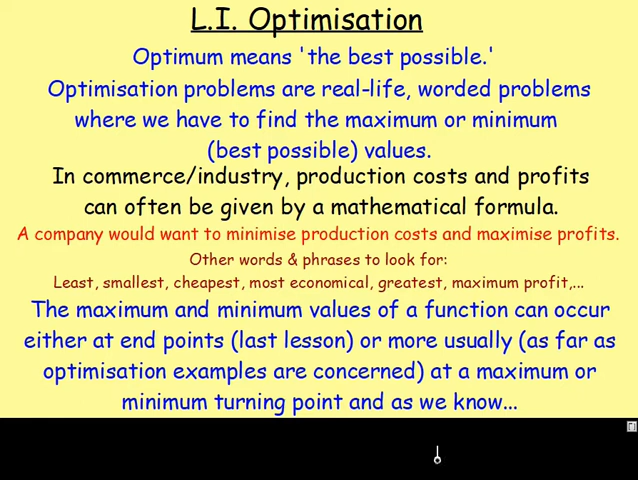 L.I. Optimisation
Optimum means 'the best possible.'
Optimisation problems are real-life, worded problems
where we have to find the maximum or minimum
(best possible) values.
In commerce/industry, production costs and profits
can often be given by a mathematical formula.
A company would want to minimise production costs and maximise profits.
Other words & phrases to look for:
Least, smallest, cheapest, most economical, greatest, maximum profit,...
The maximum and minimum values of a function can occur
either at end points (last lesson) or more usually (as far as
optimisation examples are concerned) at a maximum or
minimum turning point and as we know...